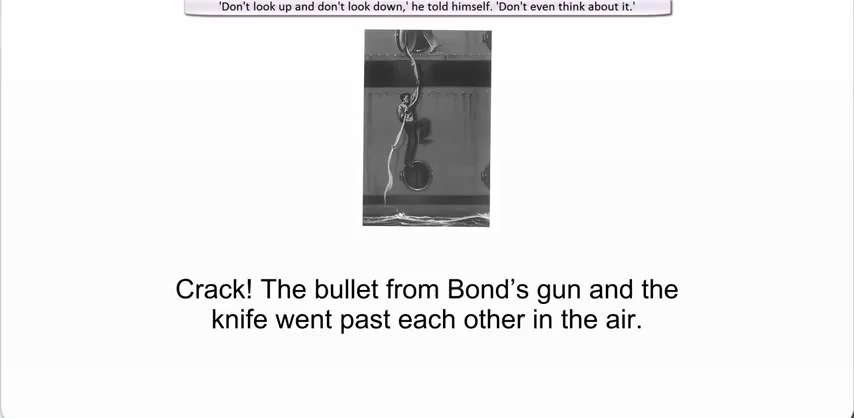 'Don't look up and don't look down,' he told himself. 'Don't even think about it.'
Crack! The bullet from Bond’s gun and the
knife went past each other in the air.